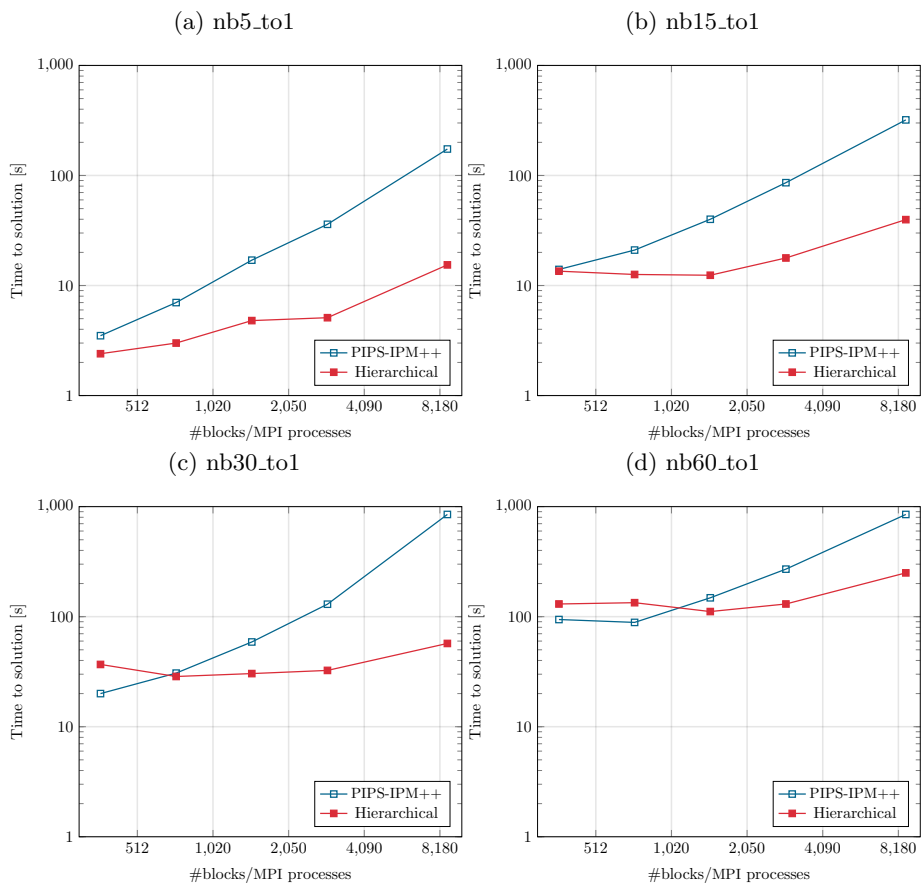 (a) nb5_to1
1,000
100
10
1
Time to solution [s]
512 1,020 2,050 4,090 8,180
#blocks/MPI processes
PIPS-IPM++
Hierarchical
(b) nb15_to1
1,000
100
10
1
Time to solution [s]
512 1,020 2,050 4,090 8,180
#blocks/MPI processes
PIPS-IPM++
Hierarchical
(c) nb30_to1
1,000
100
10
1
Time to solution [s]
512 1,020 2,050 4,090 8,180
#blocks/MPI processes
PIPS-IPM++
Hierarchical
(d) nb60_to1
1,000
100
10
1
Time to solution [s]
512 1,020 2,050 4,090 8,180
#blocks/MPI processes
PIPS-IPM++
Hierarchical